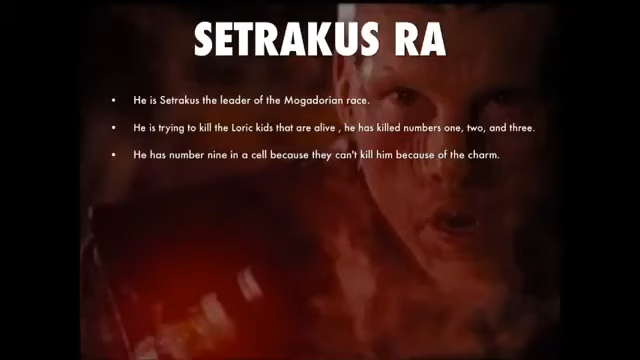 SETRAKUS RA
• He is Setrakus the leader of the Mogadorian race.
• He is trying to kill the Loric kids that are alive , he has killed numbers one, two, and three.
• He has number nine in a cell because they can't kill him because of the charm.